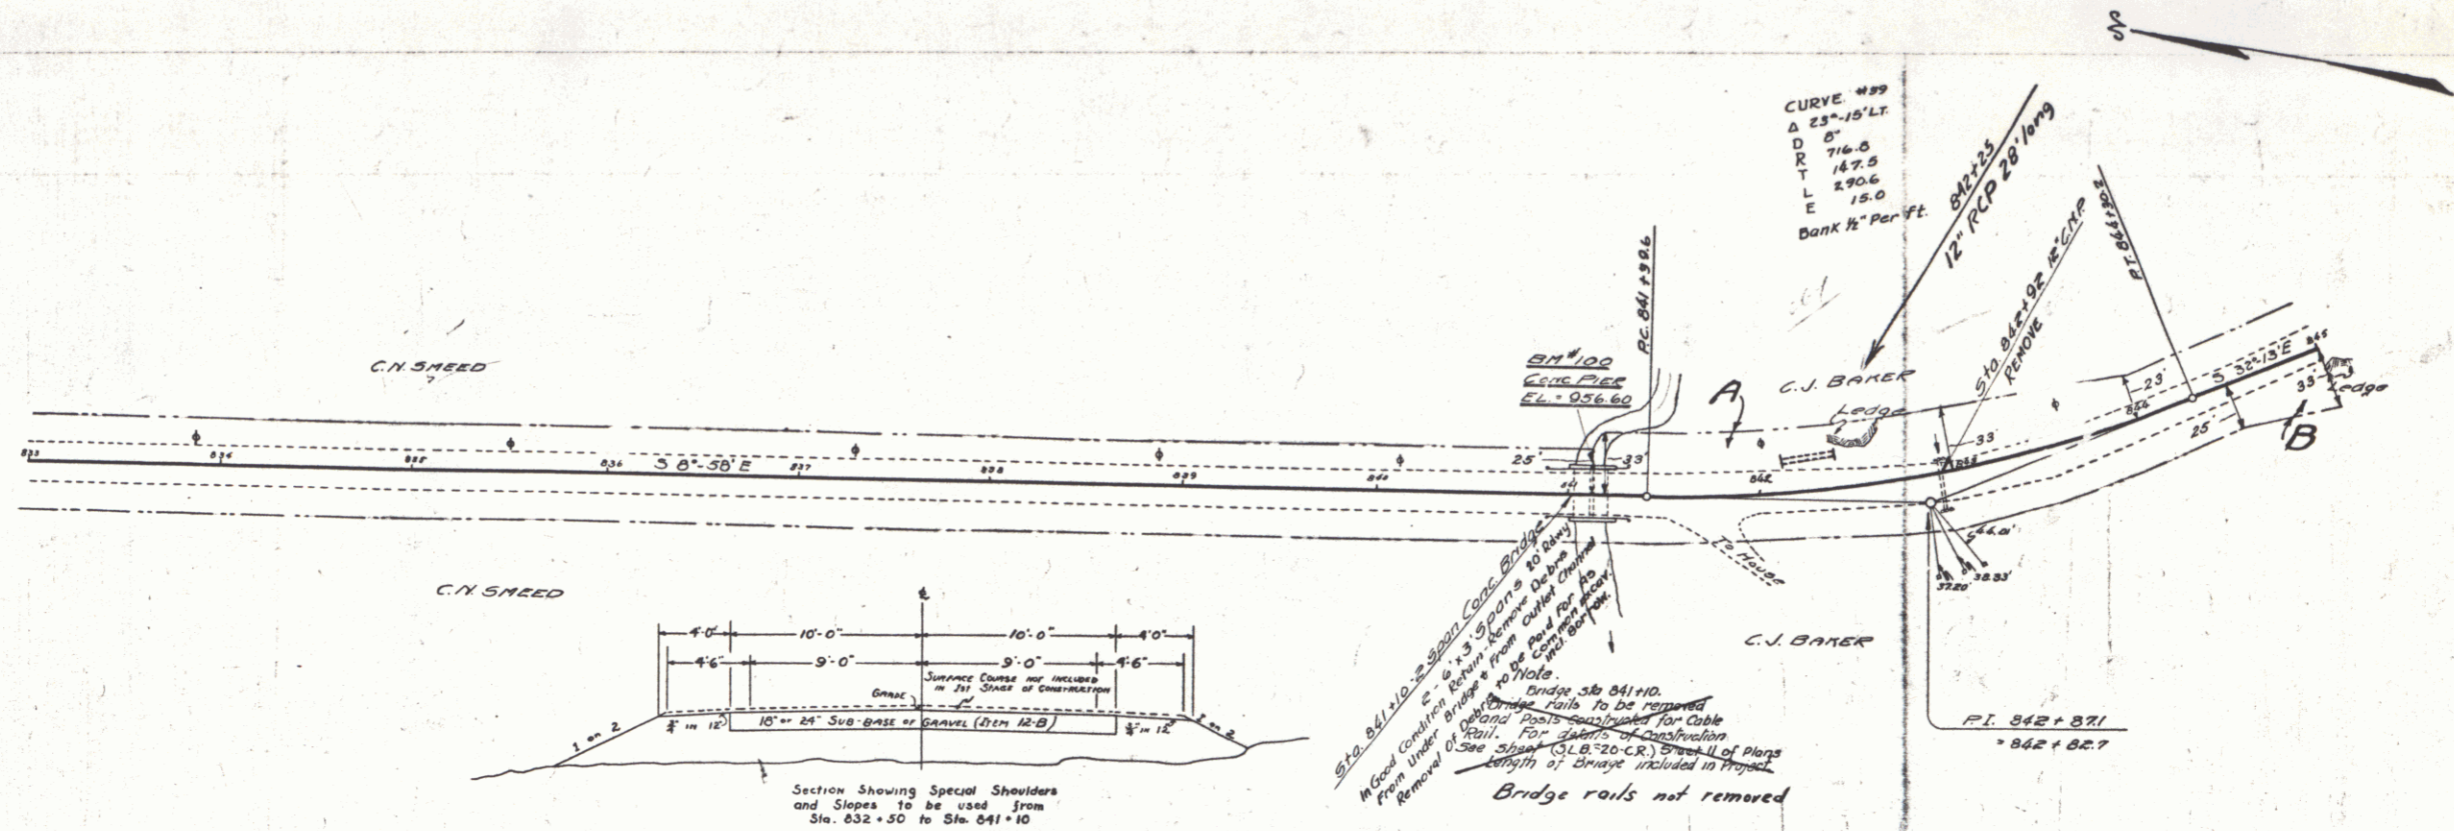 N
CURVE #99
Δ 23°-15' LT.
D 8°
R 716.8
T 147.5
L 290.6
E 15.0
Bank ½" Per ft.
842+25
12" RCP 28' long
Sta. 842+92 12" C.M.P.
REMOVE
P.T. 844+30.2
P.C. 841+90.6
BM #100
Conc PIER
EL. = 956.60
C.N. SMEED
A
C.J. BAKER
Ledge
23'
33'
33'
25'
S 32°-13' E
845
844
Ledge
B
25'
33'
833
834
835
836
S 8°-58' E
837
838
839
840
841
842
843
To House
44.01'
37.20'
38.93'
C.N. SMEED
C.J. BAKER
P.I. 842+87.1
= 842+82.7
Sta. 841+10-2 Span Conc. Bridge
2-6'x3' Spans 20' Rdwy
In Good Condition Retain-Remove Debris
From Under Bridge & From Outlet Channel
Removal of Debris to be Paid For As
Common Excav.
incl. Borrow.
Note.
Bridge sta 841+10.
Bridge rails to be removed
and Posts Constructed for Cable
Rail. For details of Construction
See sheet (S.L.B.-20-C.R.) Sheet 11 of Plans
Length of Bridge included in Project
Bridge rails not removed
℄
4'-0" 10'-0" 10'-0" 4'0"
4'6" 9'-0" 9'-0" 4'-6"
SURFACE COURSE NOT INCLUDED
IN 1ST STAGE OF CONSTRUCTION
GRADE
¾" in 12" 18" or 24" SUB-BASE OF GRAVEL (ITEM 12-B) ¾" in 12"
1 on 2
1 on 2
Section Showing Special Shoulders
and Slopes to be used from
Sta. 832+50 to Sta. 841+10